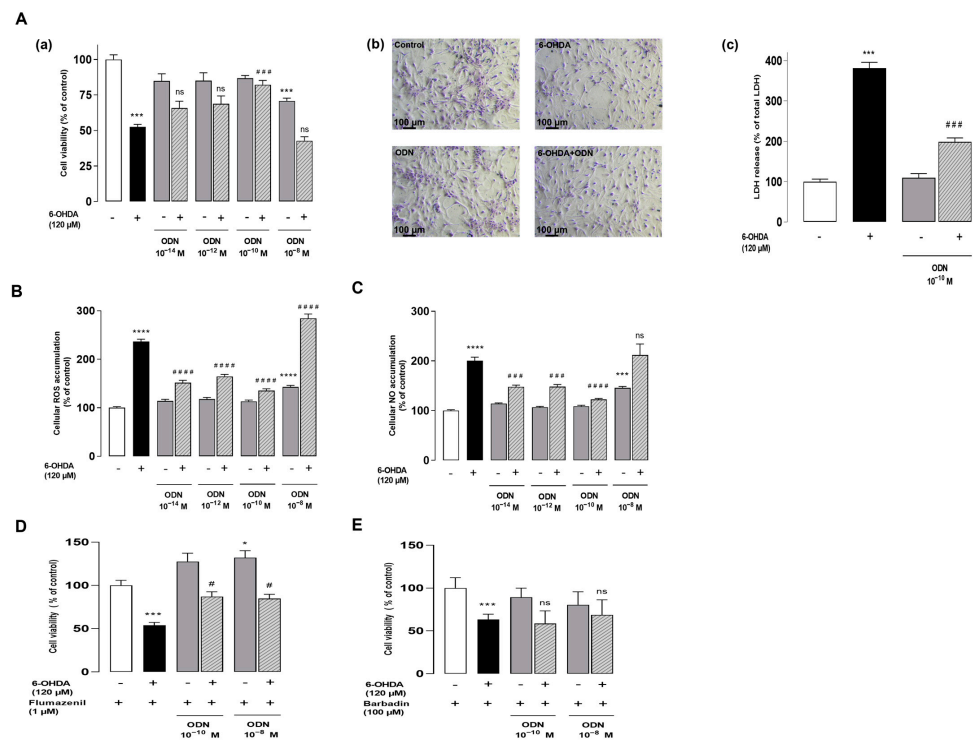 A
(a)
Cell viability (% of control)
100
75
50
25
0
***
ns
ns
###
***
ns
6-OHDA
(120 µM)
- + - + - + - + - +
ODN
10⁻¹⁴ M
ODN
10⁻¹² M
ODN
10⁻¹⁰ M
ODN
10⁻⁸ M
(b)
Control
100 µm
6-OHDA
100 µm
ODN
100 µm
6-OHDA+ODN
100 µm
(c)
LDH release (% of total LDH)
400
300
200
100
0
***
###
6-OHDA
(120 µM)
- + - +
ODN
10⁻¹⁰ M
B
Cellular ROS accumulation
(% of control)
300
200
100
0
****
####
####
####
****
####
6-OHDA
(120 µM)
- + - + - + - + - +
ODN
10⁻¹⁴ M
ODN
10⁻¹² M
ODN
10⁻¹⁰ M
ODN
10⁻⁸ M
C
Cellular NO accumulation
(% of control)
300
200
100
0
****
###
###
####
***
ns
6-OHDA
(120 µM)
- + - + - + - + - +
ODN
10⁻¹⁴ M
ODN
10⁻¹² M
ODN
10⁻¹⁰ M
ODN
10⁻⁸ M
D
Cell viability ( % of control)
150
100
50
0
***
#
*
#
6-OHDA
(120 µM)
- + - + - +
Flumazenil
(1 µM)
+ + + + + +
ODN
10⁻¹⁰ M
ODN
10⁻⁸ M
E
Cell viability ( % of control)
150
100
50
0
***
ns
ns
6-OHDA
(120 µM)
- + - + - +
Barbadin
(100 µM)
+ + + + + +
ODN
10⁻¹⁰ M
ODN
10⁻⁸ M